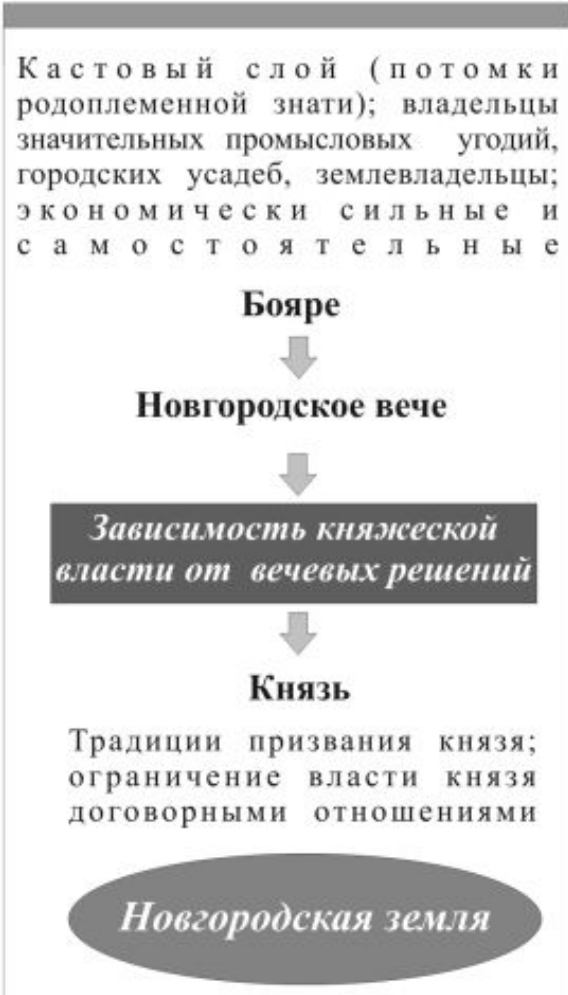 Кастовый слой (потомки
родоплеменной знати); владельцы
значительных промысловых угодий,
городских усадеб, землевладельцы;
экономически сильные и
самостоятельные
Бояре
Новгородское вече
Зависимость княжеской
власти от вечевых решений
Князь
Традиции призвания князя;
ограничение власти князя
договорными отношениями
Новгородская земля